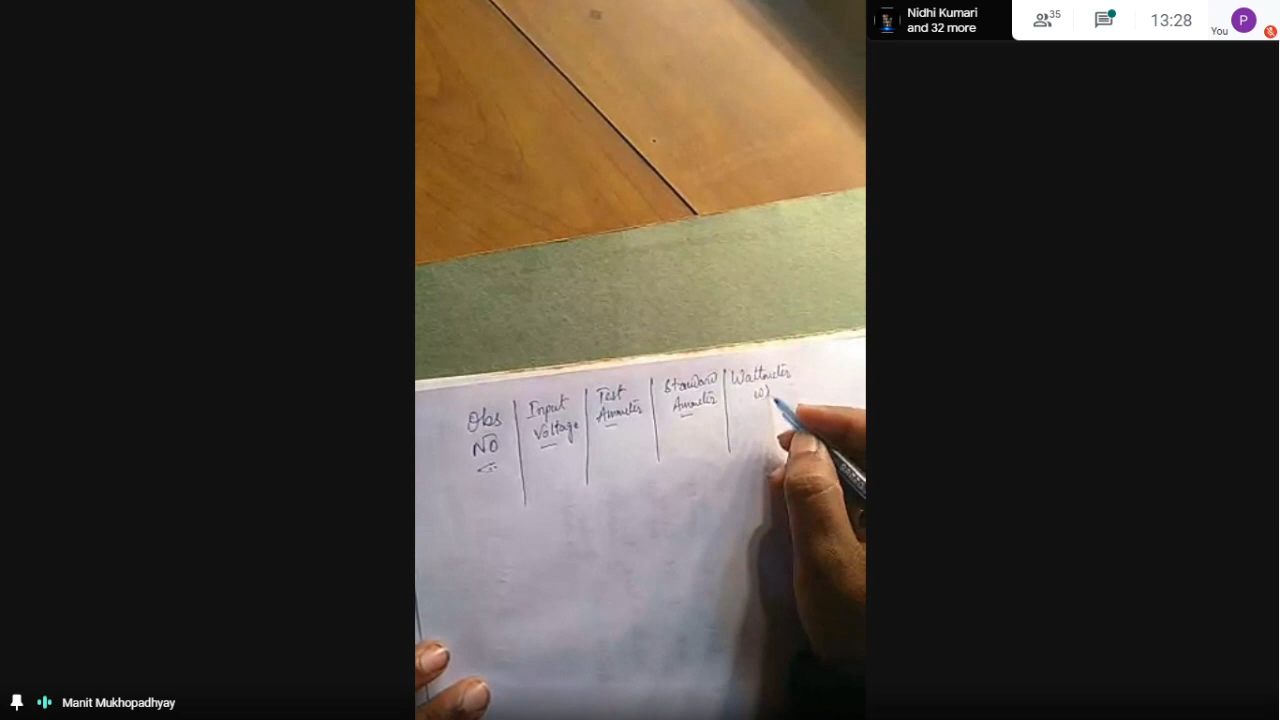 Nidhi Kumari
and 32 more
35
13:28
You
P
Obs
NO
Input
Voltage
Test
Ammeter
Standard
Ammeter
Wattmeter
W)
Manit Mukhopadhyay